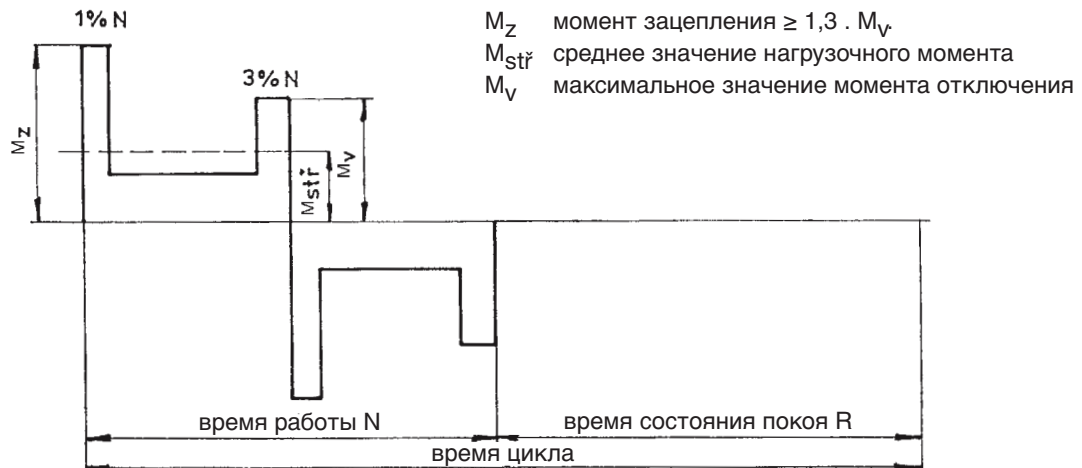 1% N
M_z момент зацепления ≥ 1,3 . M_v.
M_stř среднее значение нагрузочного момента
3% N
M_v максимальное значение момента отключения
M_z
M_stř
M_v
время работы N
время состояния покоя R
время цикла